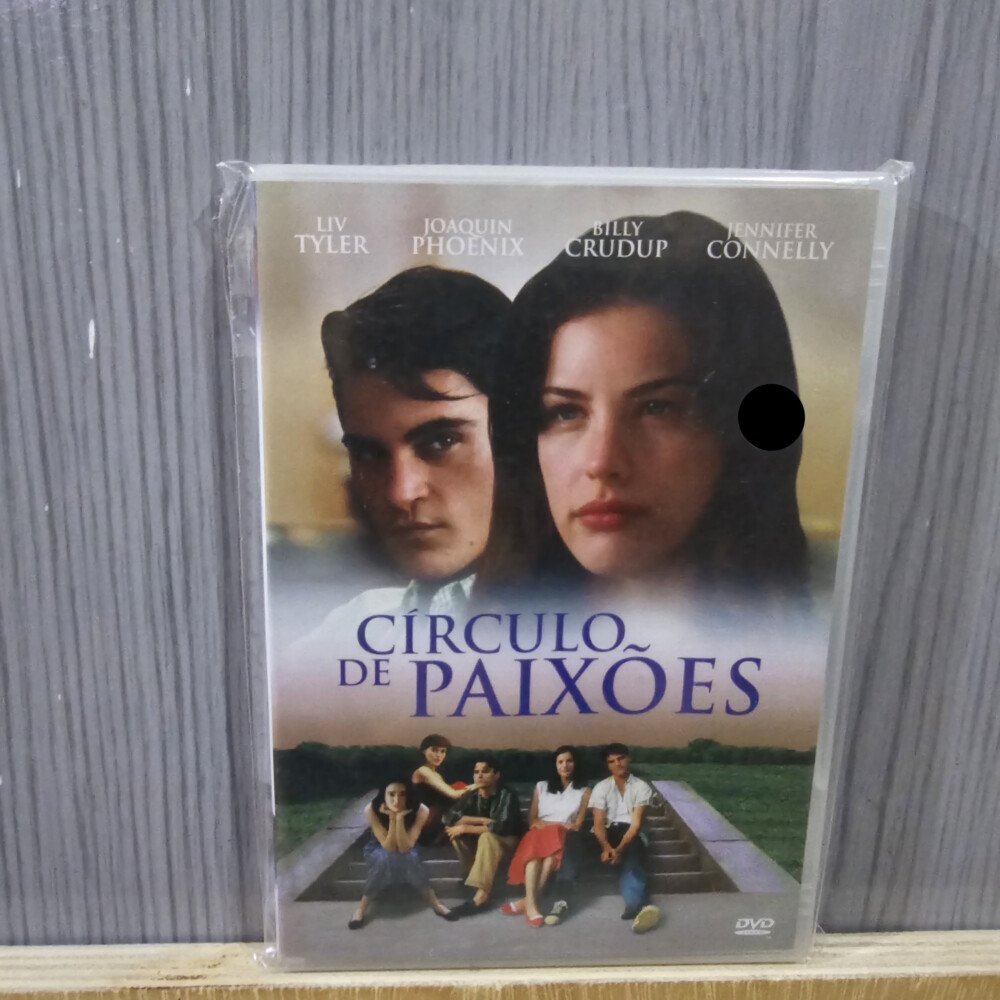 LIV TYLER
JOAQUIN PHOENIX
BILLY CRUDUP
JENNIFER CONNELLY
CÍRCULO
DE PAIXÕES
DVD